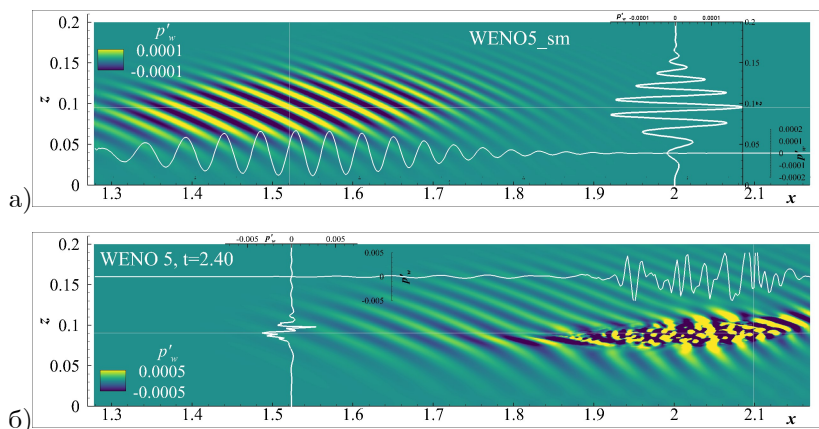 p'w -0.0001 0 0.0001
p'w
0.0001
-0.0001
WENO5_sm
0.2
0.15
0.1
0.05
0
z
0.2
0.15
0.1
z
0.05
0
0.0002
0.0001
0
-0.0001
-0.0002
p'w
1.3 1.4 1.5 1.6 1.7 1.8 1.9 2 2.1 x
а)
-0.005 p'w 0 0.005
WENO 5, t=2.40
0.2
0.15
0.1
0.05
0
z
0.005
0
-0.005
p'w
p'w
0.0005
-0.0005
1.3 1.4 1.5 1.6 1.7 1.8 1.9 2 2.1 x
б)